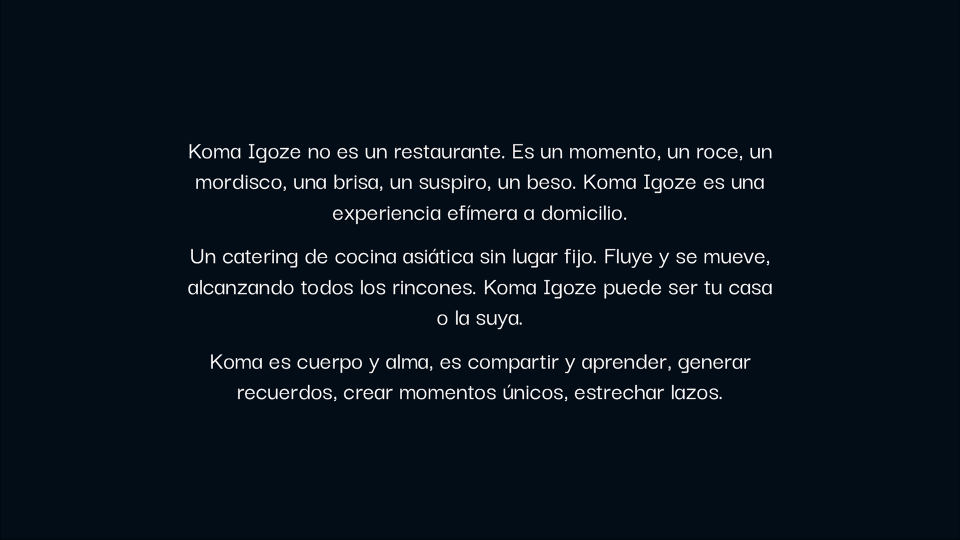 Koma Igoze no es un restaurante. Es un momento, un roce, un
mordisco, una brisa, un suspiro, un beso. Koma Igoze es una
experiencia efímera a domicilio.
Un catering de cocina asiática sin lugar fijo. Fluye y se mueve,
alcanzando todos los rincones. Koma Igoze puede ser tu casa
o la suya.
Koma es cuerpo y alma, es compartir y aprender, generar
recuerdos, crear momentos únicos, estrechar lazos.